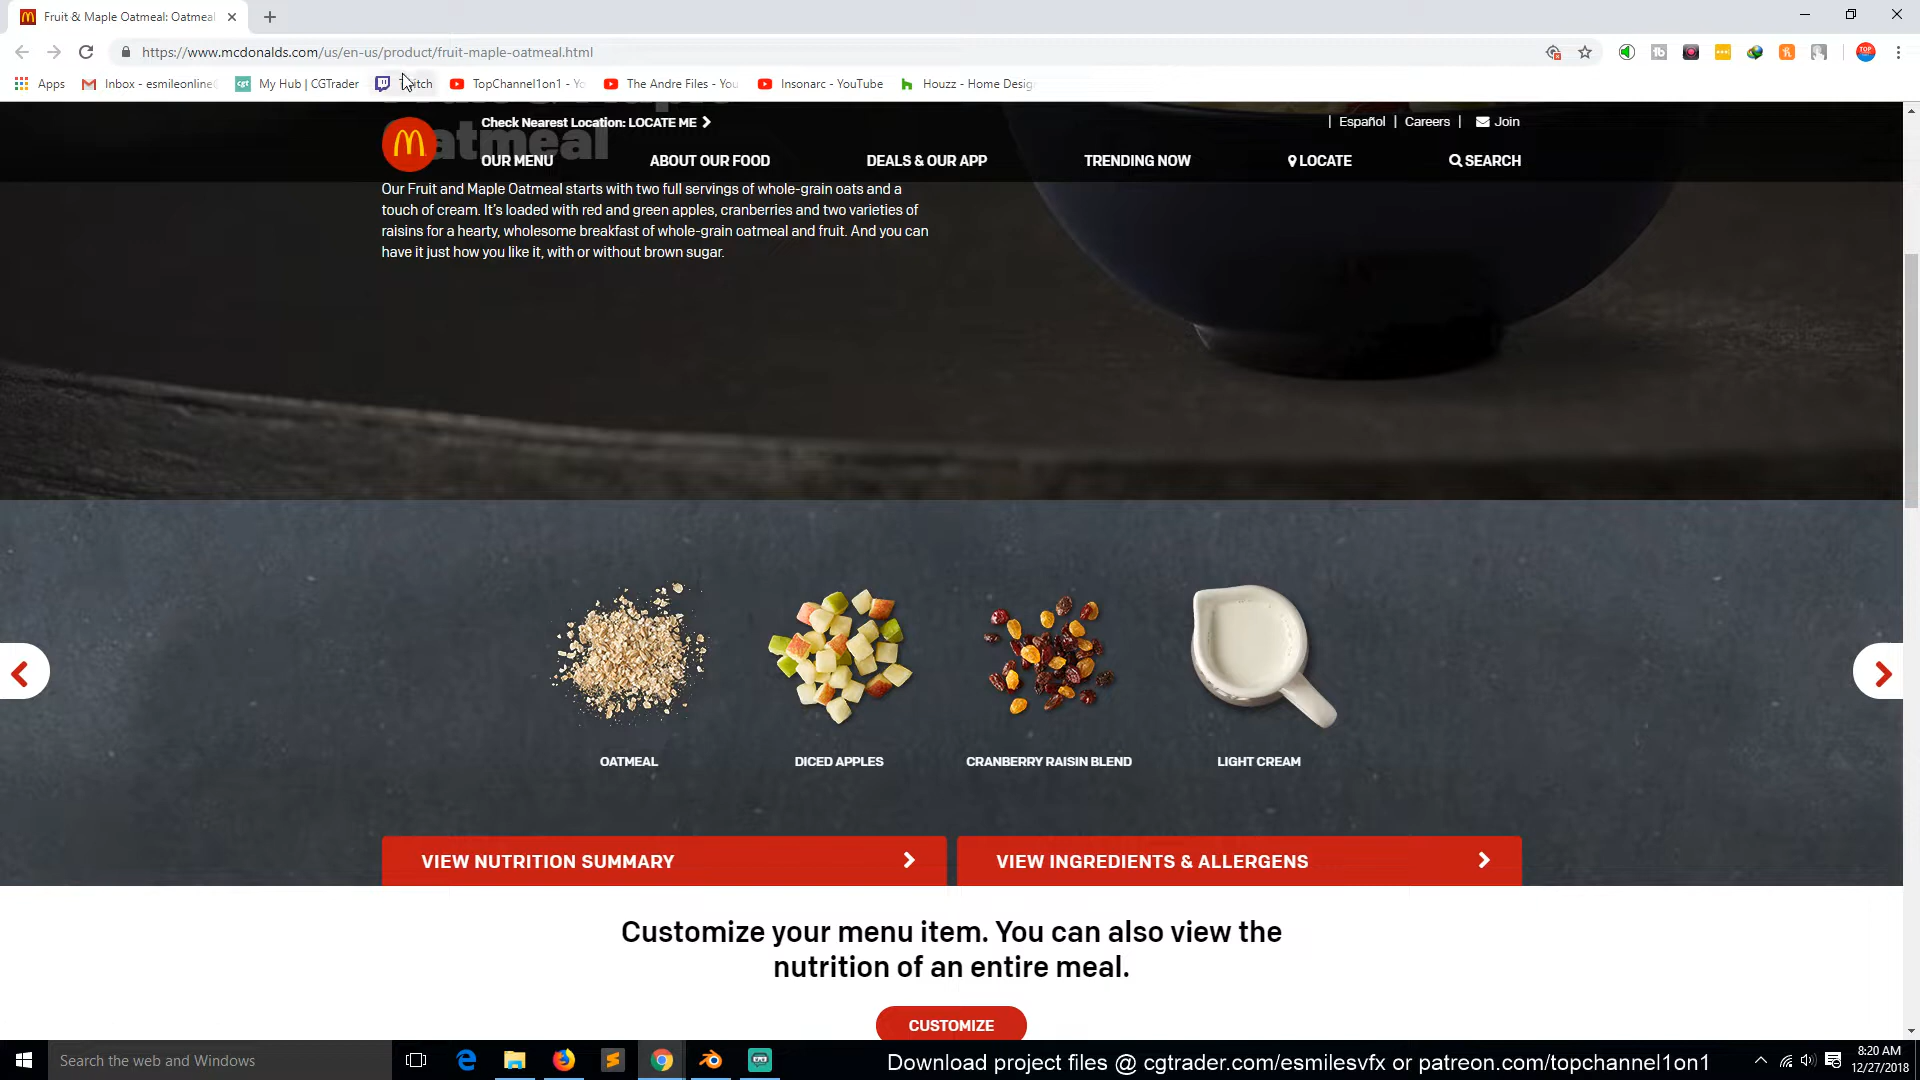 Fruit & Maple Oatmeal: Oatmeal
https://www.mcdonalds.com/us/en-us/product/fruit-maple-oatmeal.html
Apps
Inbox - esmileonline
My Hub | CGTrader
TopChannel1on1 - Yo
The Andre Files - You
Insonarc - YouTube
Houzz - Home Desig
Oatmeal
Check Nearest Location: LOCATE ME
| Español | Careers | Join
OUR MENU
ABOUT OUR FOOD
DEALS & OUR APP
TRENDING NOW
LOCATE
SEARCH
Our Fruit and Maple Oatmeal starts with two full servings of whole-grain oats and a
touch of cream. It's loaded with red and green apples, cranberries and two varieties of
raisins for a hearty, wholesome breakfast of whole-grain oatmeal and fruit. And you can
have it just how you like it, with or without brown sugar.
OATMEAL
DICED APPLES
CRANBERRY RAISIN BLEND
LIGHT CREAM
VIEW NUTRITION SUMMARY
VIEW INGREDIENTS & ALLERGENS
Customize your menu item. You can also view the
nutrition of an entire meal.
CUSTOMIZE
Search the web and Windows
Download project files @ cgtrader.com/esmilesvfx or patreon.com/topchannel1on1
8:20 AM
12/27/2018